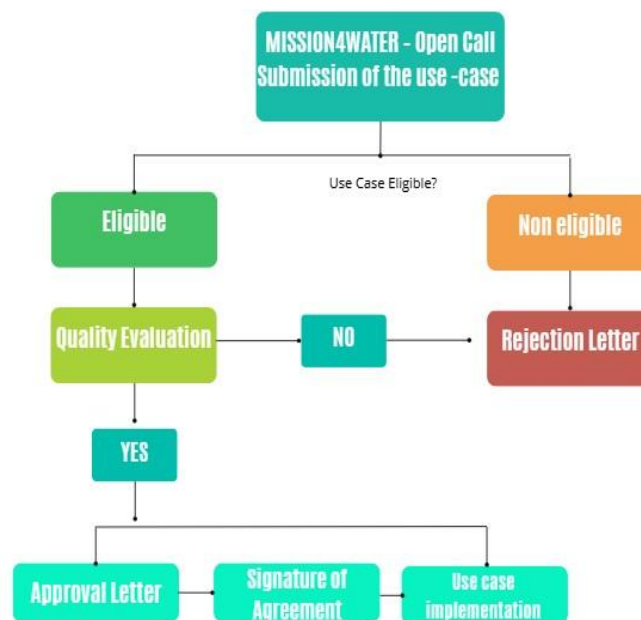 MISSION4WATER - Open Call
Submission of the use -case
Use Case Eligible?
Eligible
Non eligible
Quality Evaluation
NO
Rejection Letter
YES
Approval Letter
Signature of
Agreement
Use case
implementation